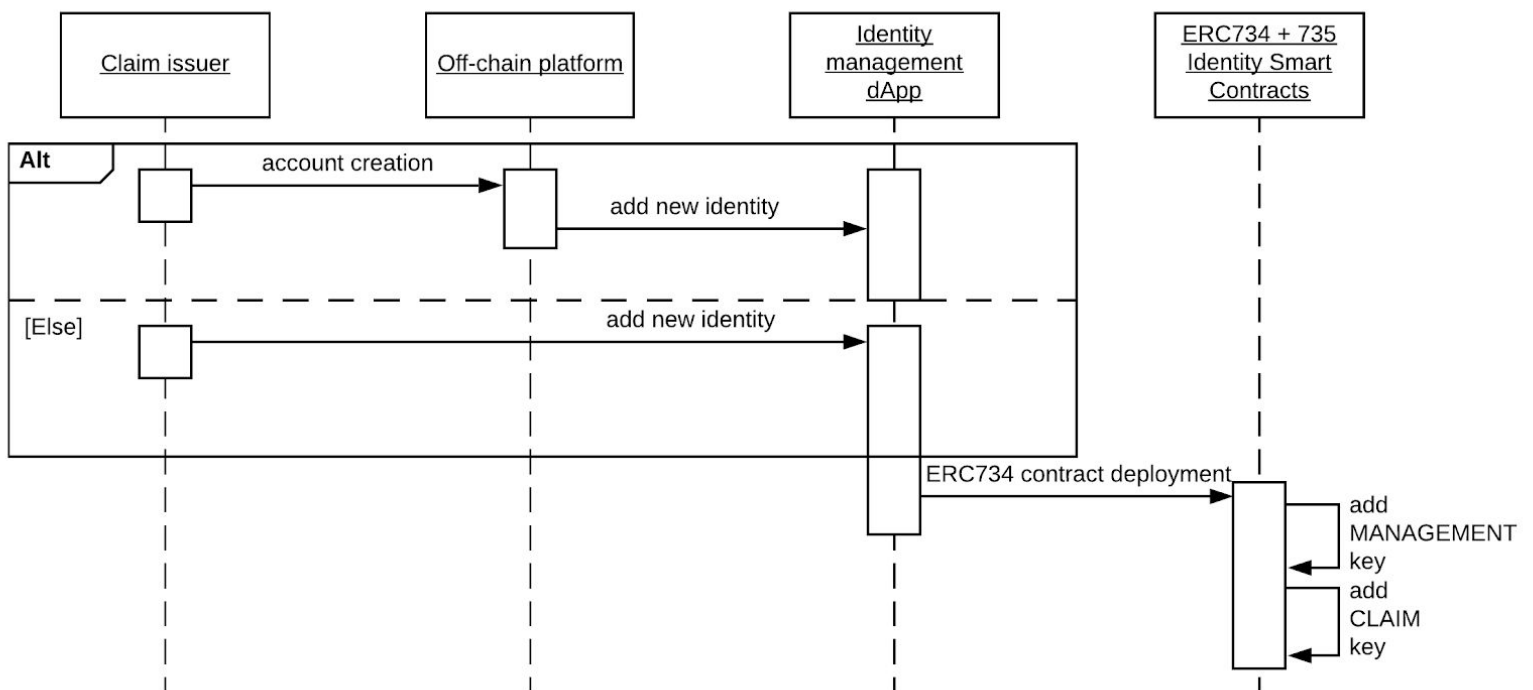 Claim issuer
Off-chain platform
Identity
management
dApp
ERC734 + 735
Identity Smart
Contracts
Alt
account creation
add new identity
[Else]
add new identity
ERC734 contract deployment
add
MANAGEMENT
key
add
CLAIM
key